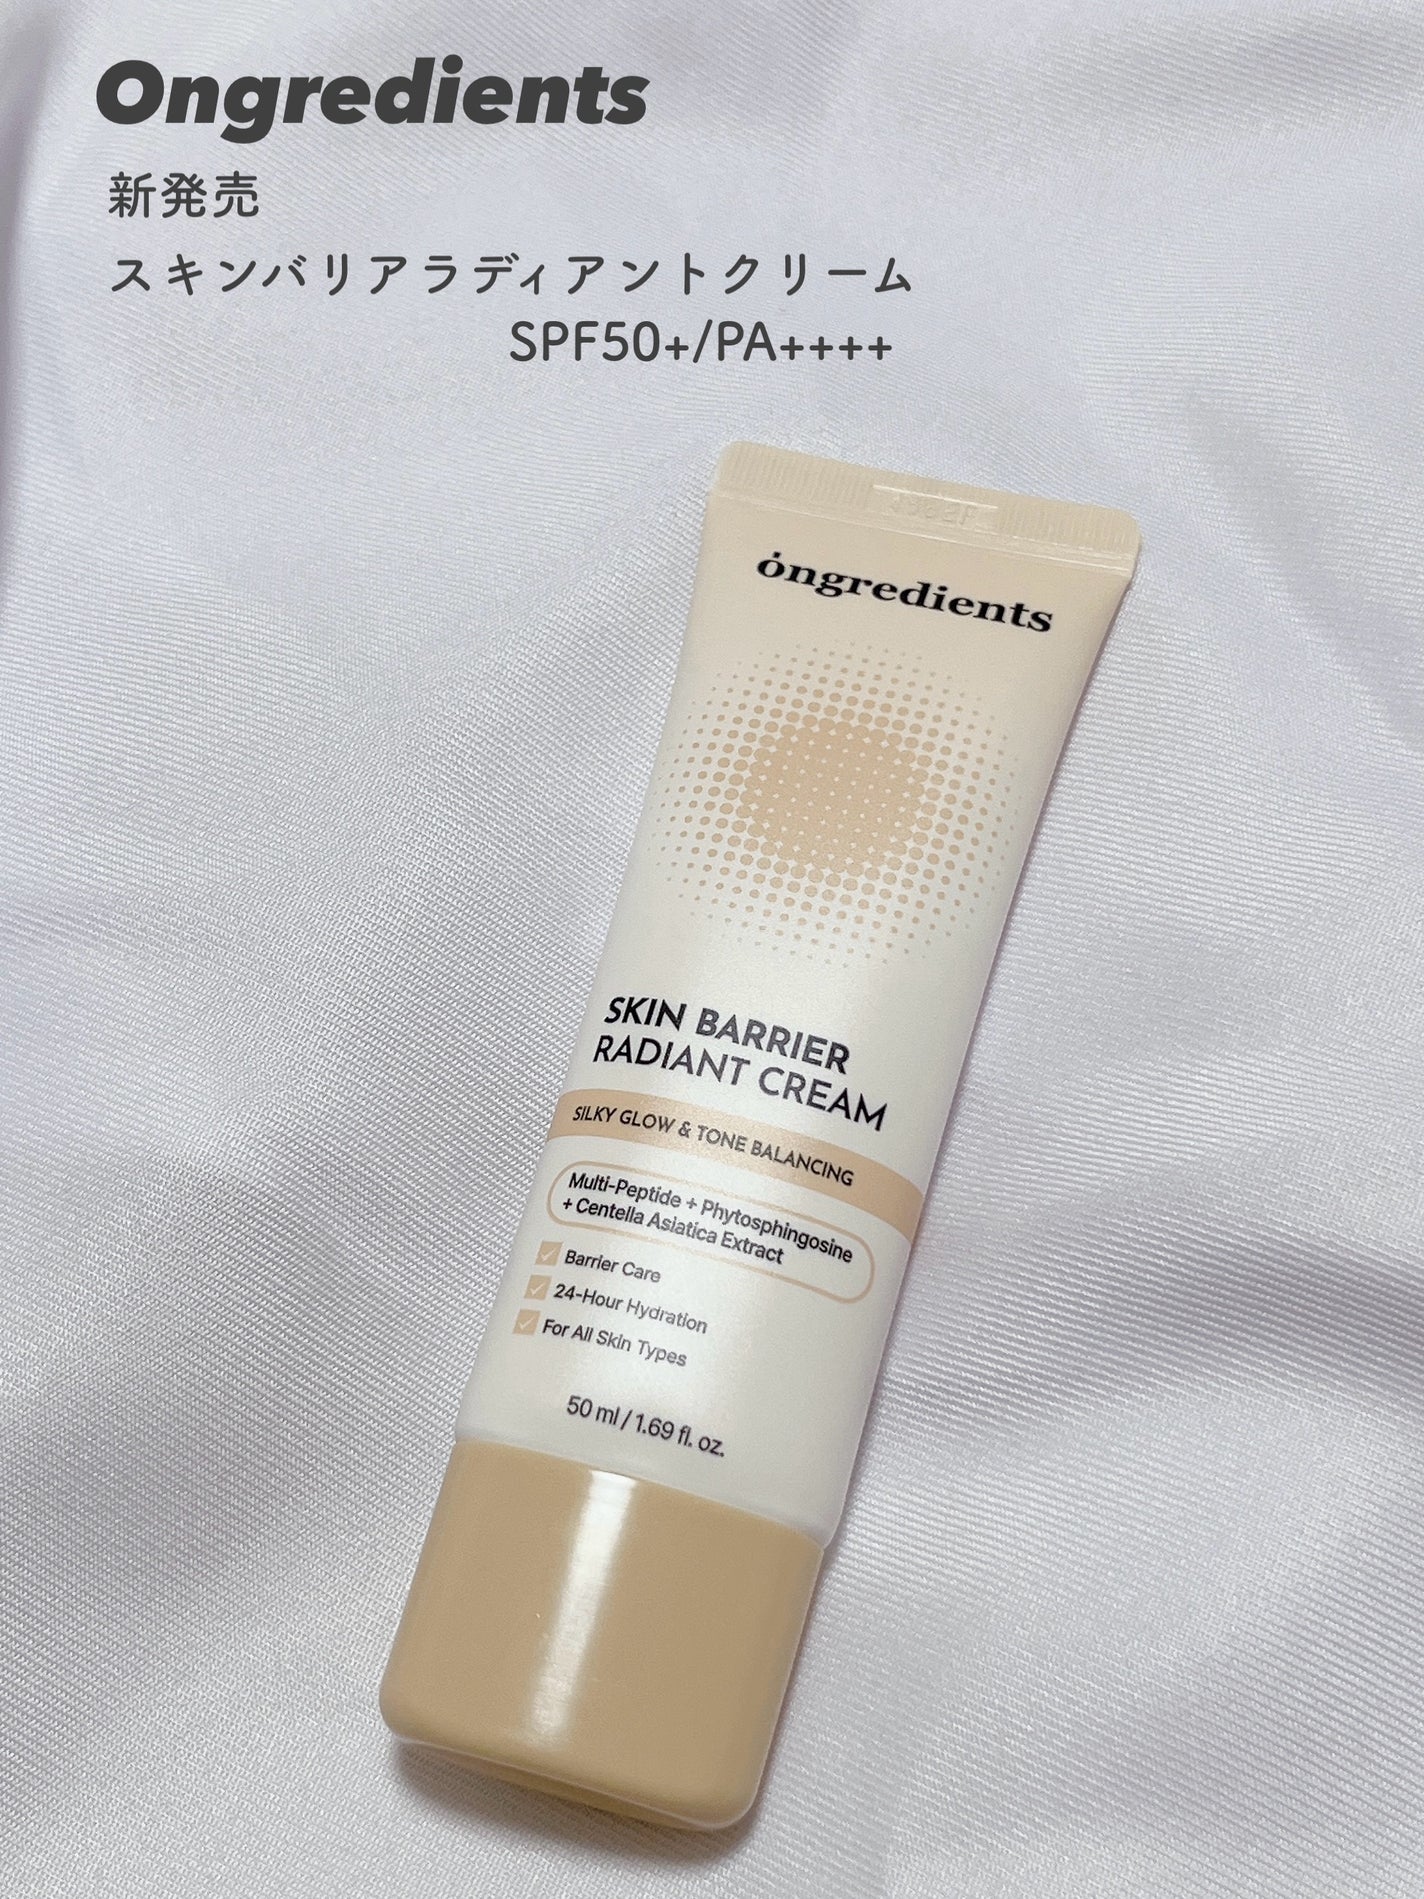 Ongredients
新発売
スキンバリアラディアントクリーム
SPF50+/PA++++
óngredients
SKIN BARRIER
RADIANT CREAM
SILKY GLOW & TONE BALANCING
Multi-Peptide + Phytosphingosine
+ Centella Asiatica Extract
Barrier Care
24-Hour Hydration
For All Skin Types
50 ml / 1.69 fl. oz.